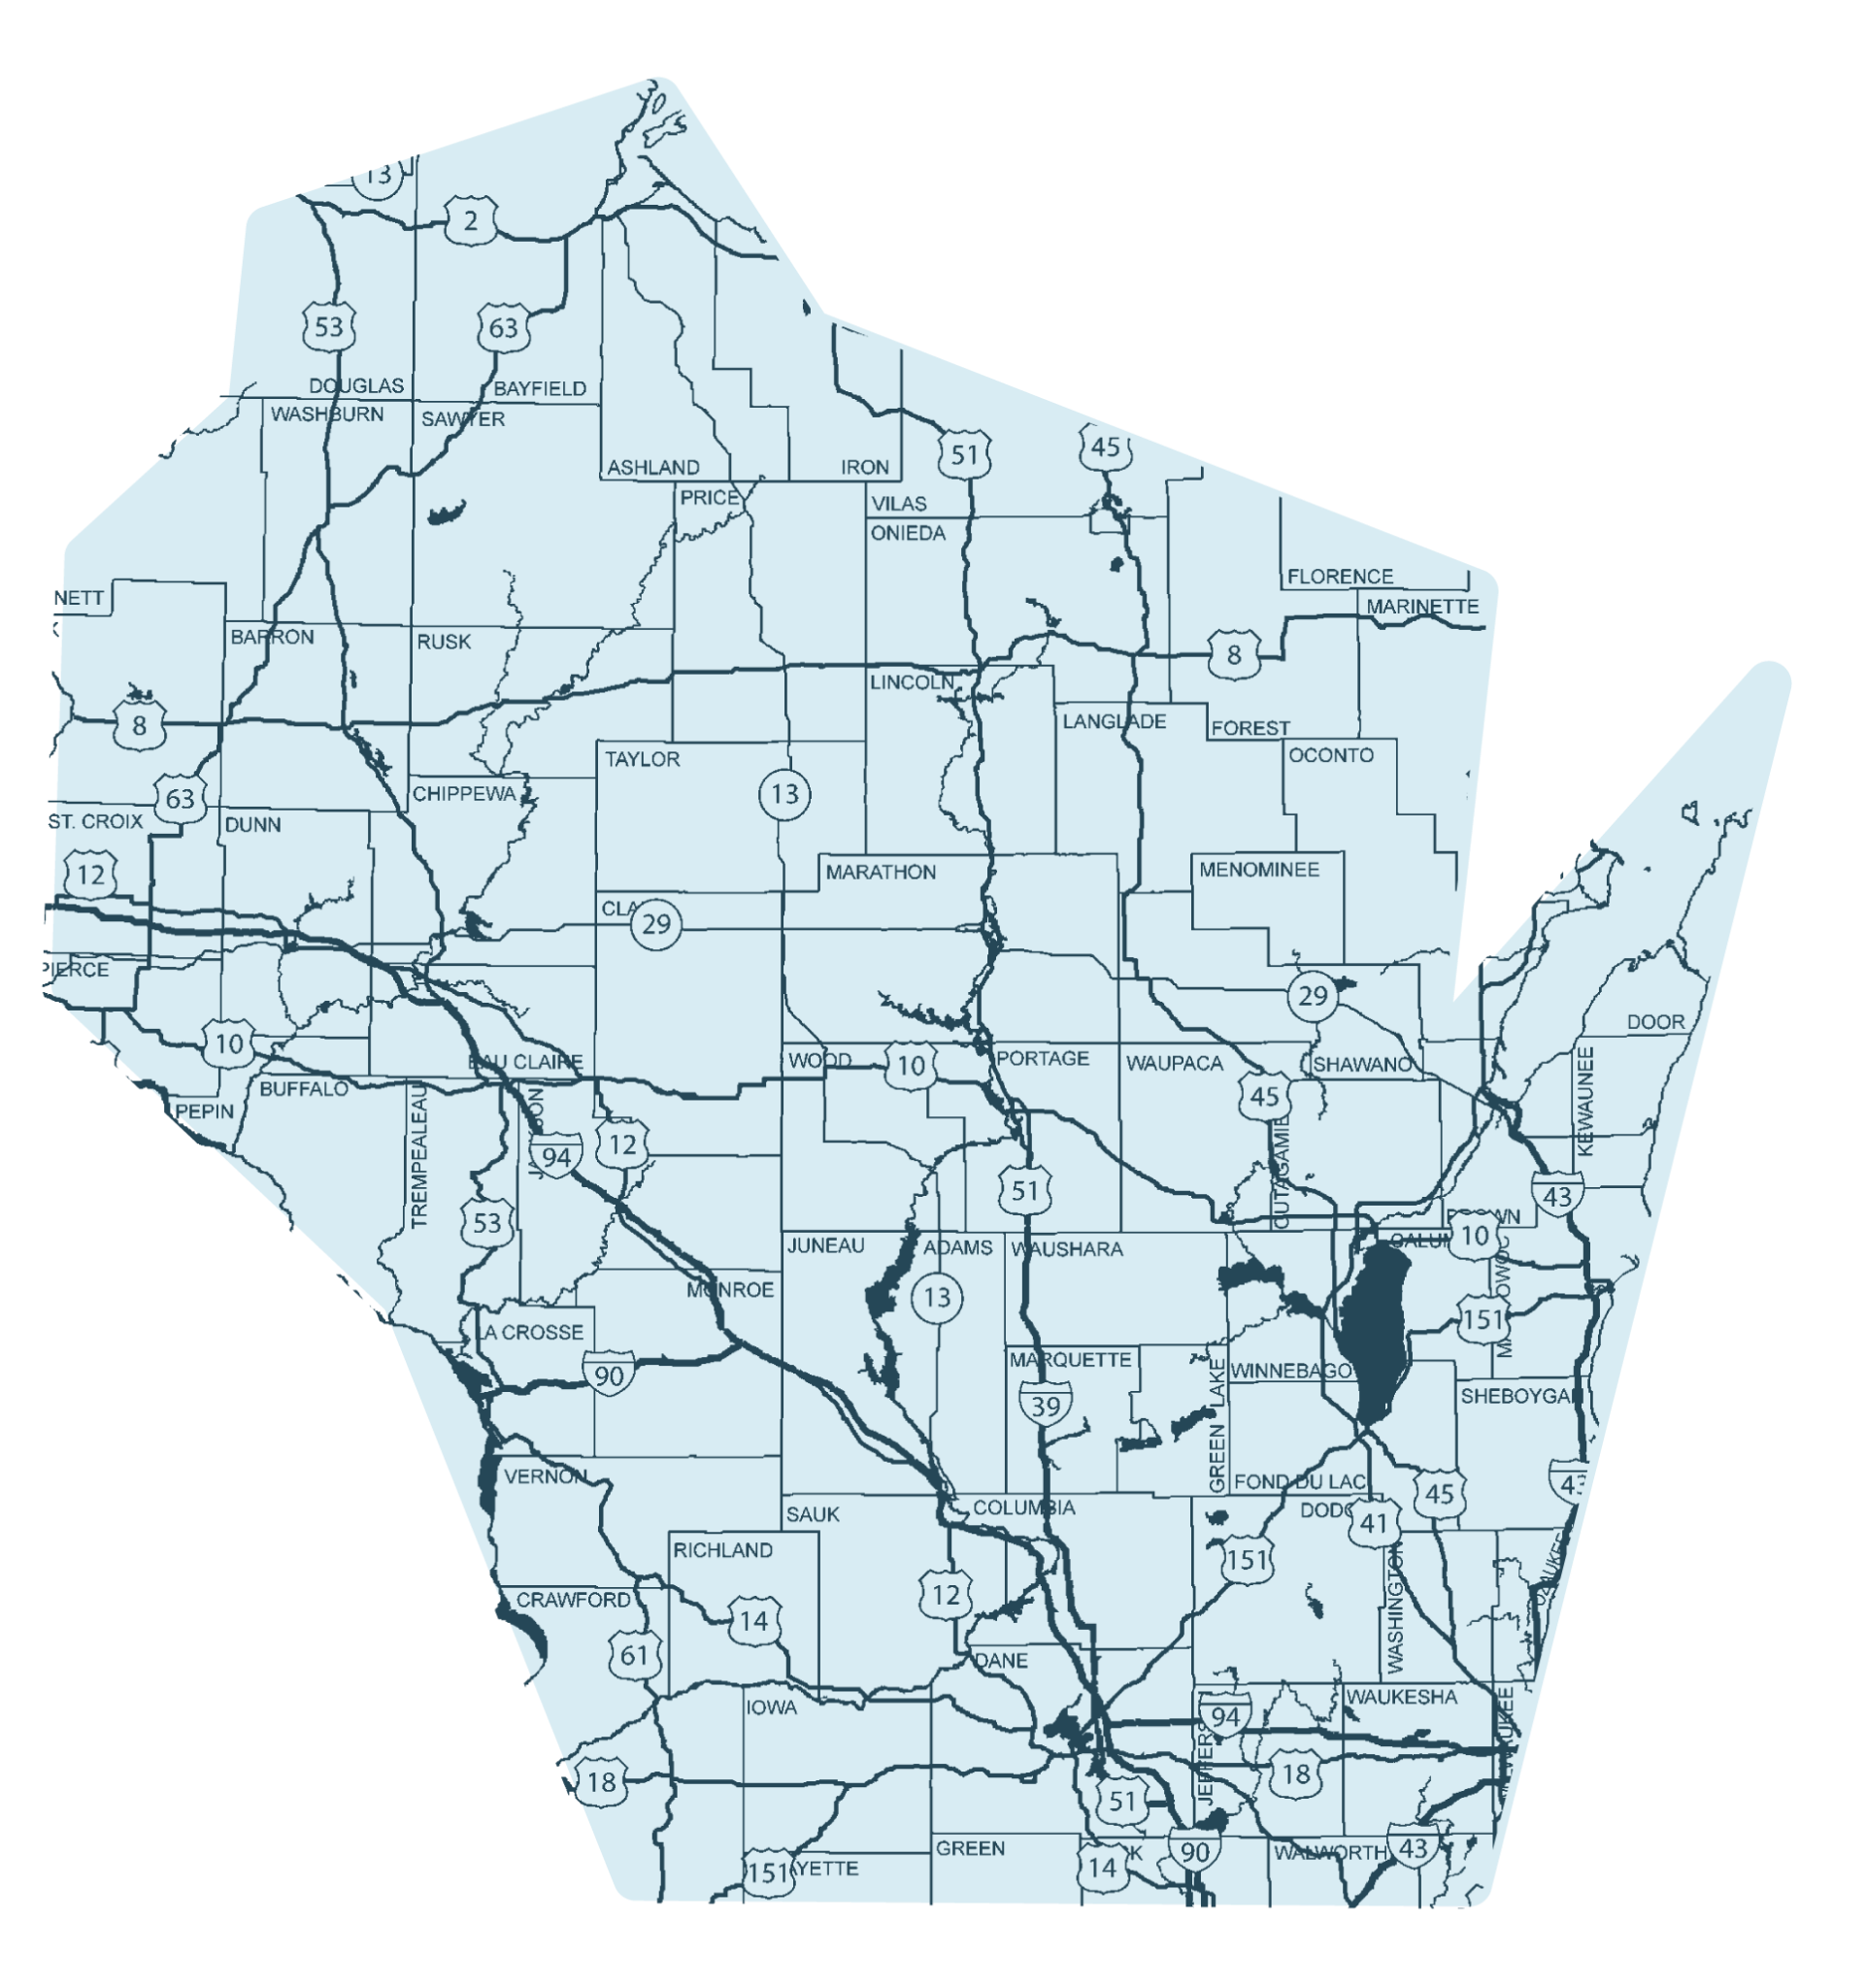 13
2
53
63
DOUGLAS
BAYFIELD
WASHBURN
SAWYER
51
45
ASHLAND
IRON
PRICE
VILAS
ONIEDA
FLORENCE
NETT
MARINETTE
BARRON
RUSK
8
LINCOLN
8
LANGLADE
FOREST
OCONTO
TAYLOR
63
CHIPPEWA
13
ST. CROIX
DUNN
12
MARATHON
MENOMINEE
CLA
29
PIERCE
29
DOOR
10
EAU CLAIRE
WOOD
10
PORTAGE
WAUPACA
SHAWANO
BUFFALO
PEPIN
45
KEWAUNEE
TREMPEALEAU
94
12
OUTAGAMIE
51
43
53
10
JUNEAU
ADAMS
WAUSHARA
MONROE
13
151
LA CROSSE
90
MARQUETTE
WINNEBAGO
39
SHEBOYGAN
GREEN LAKE
VERNON
FOND DU LAC
45
43
SAUK
COLUMBIA
DODG
41
RICHLAND
151
CRAWFORD
12
14
WASHINGTON
61
DANE
IOWA
94
WAUKESHA
18
18
51
GREEN
14
K
90
WALWORTH
43
151
YETTE